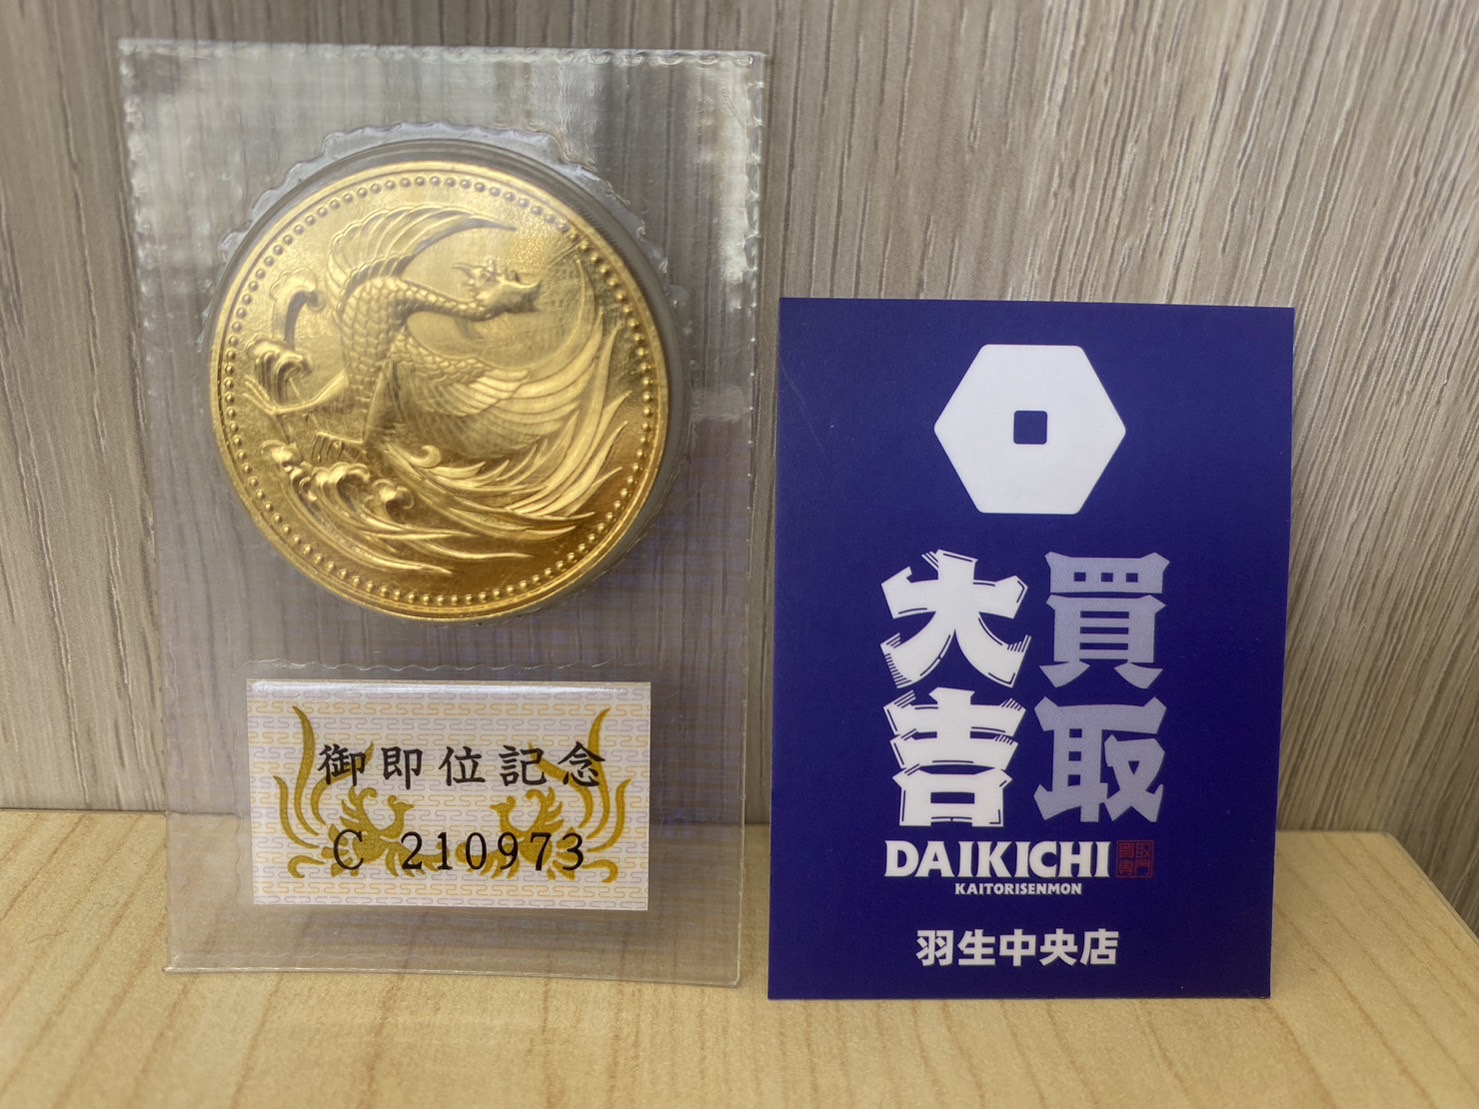 御即位記念
C 210973
買取
大吉
DAIKICHI
KAITORISENMON
羽生中央店